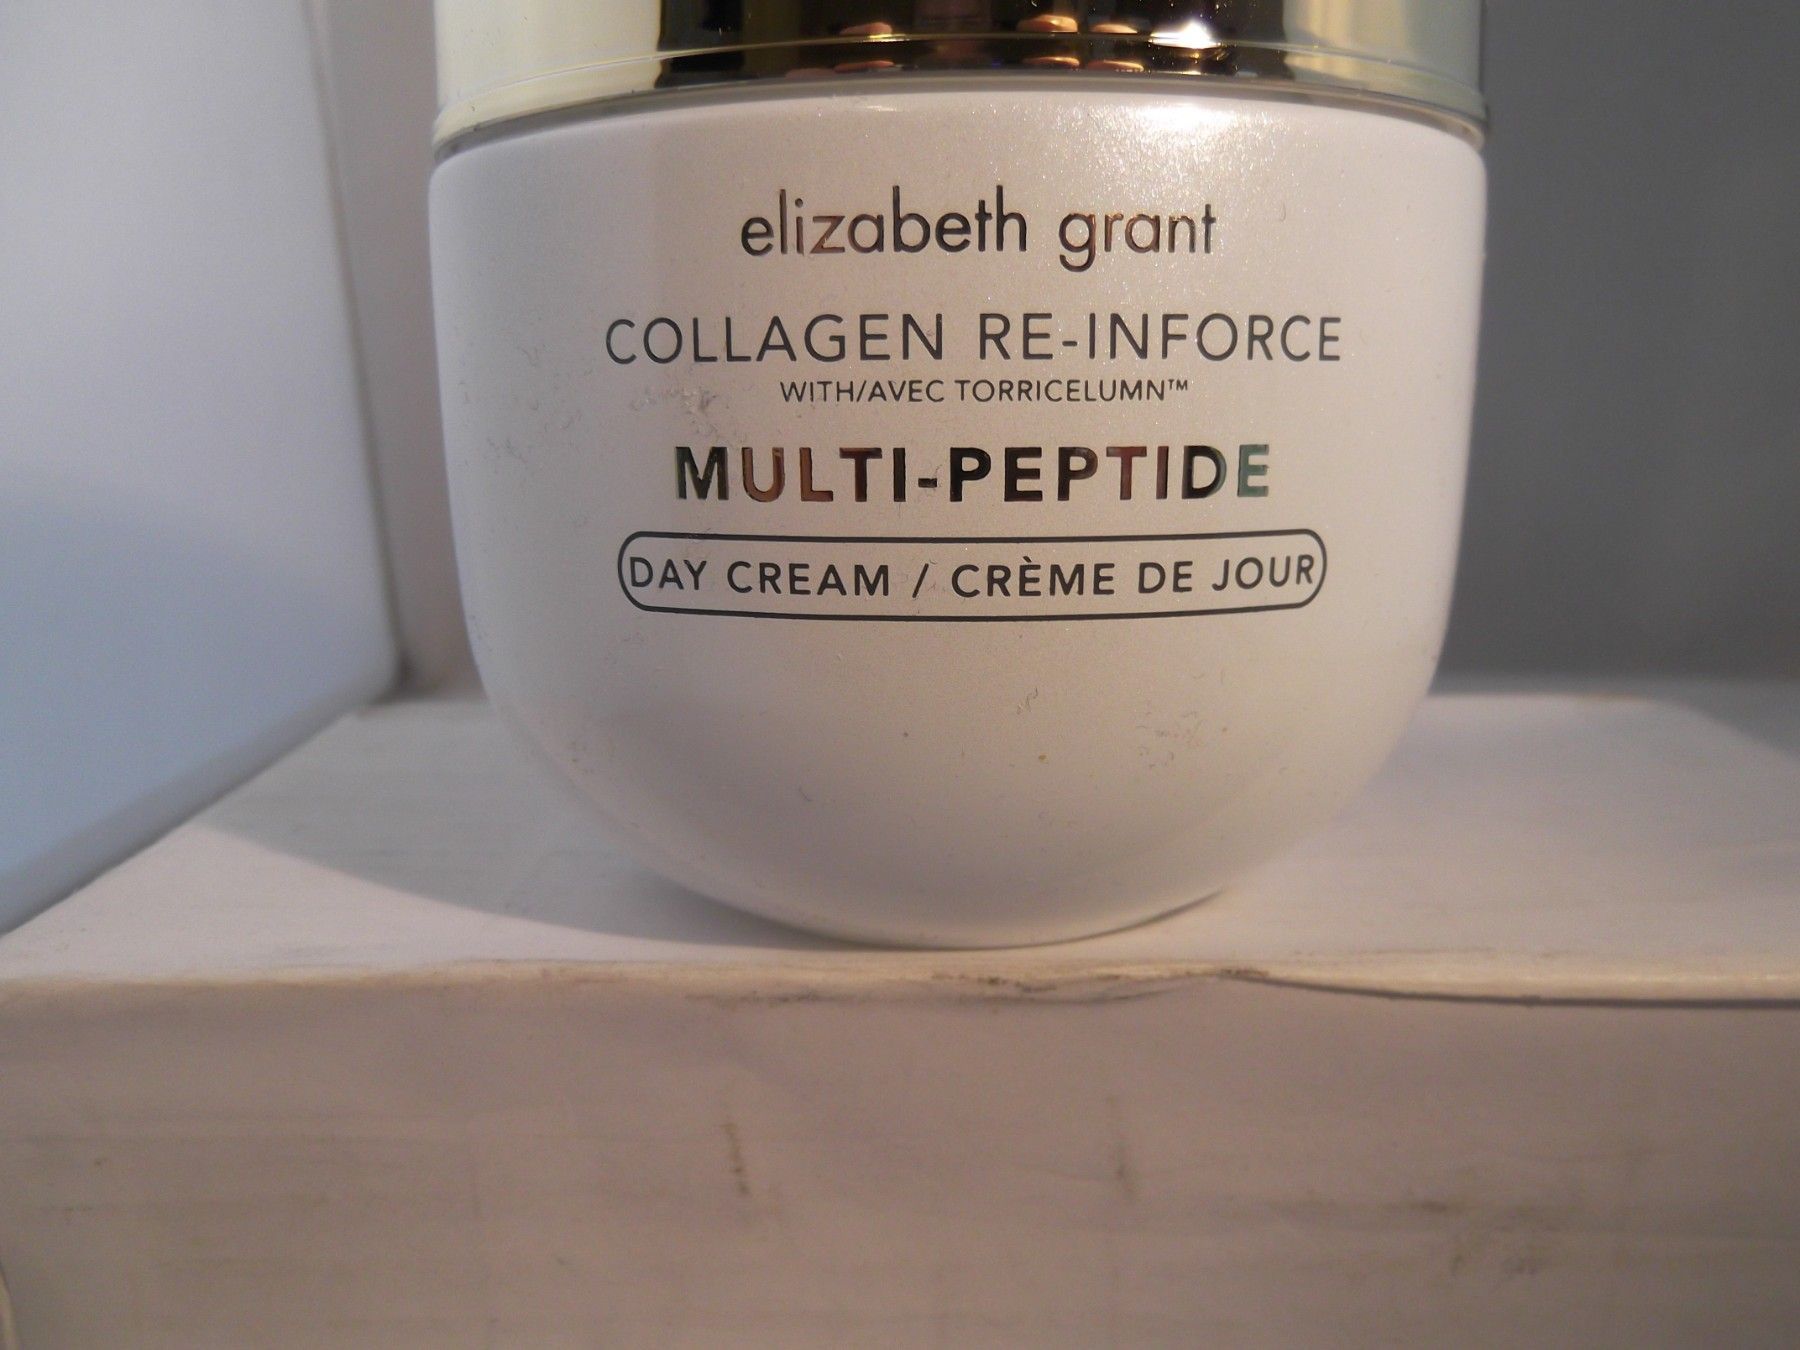 elizabeth grant
COLLAGEN RE-INFORCE
WITH/AVEC TORRICELUMN™
MULTI-PEPTIDE
DAY CREAM / CRÈME DE JOUR